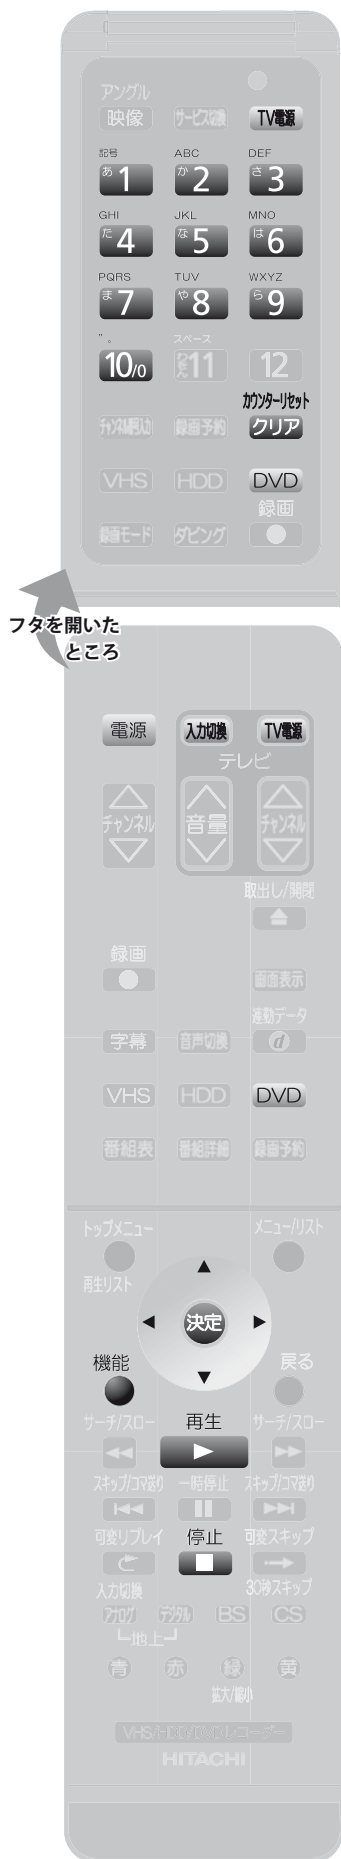 アングル
映像 サービス切換 TV電源
記号 ABC DEF
あ1 か2 さ3
GHI JKL MNO
た4 な5 は6
PQRS TUV WXYZ
ま7 や8 ら9
゛。 スペース
10/0 わをん11 12
カウンターリセット
チャンネル番号入力 録画予約 クリア
VHS HDD DVD
録画
録画モード ダビング
フタを開いた
ところ
電源 入力切換 TV電源
テレビ
チャンネル 音量 チャンネル
取出し/開閉
録画
画面表示
連動データ
字幕 音声切換 d
VHS HDD DVD
番組表 番組詳細 録画予約
トップメニュー メニュー/リスト
再生リスト
決定
機能 戻る
サーチ/スロー 再生 サーチ/スロー
スキップ/コマ送り 一時停止 スキップ/コマ送り
可変リプレイ 停止 可変スキップ
入力切換 30秒スキップ
アナログ デジタル BS CS
地上
青 赤 緑 黄
拡大/縮小
VHS/HDD/DVDレコーダー
HITACHI